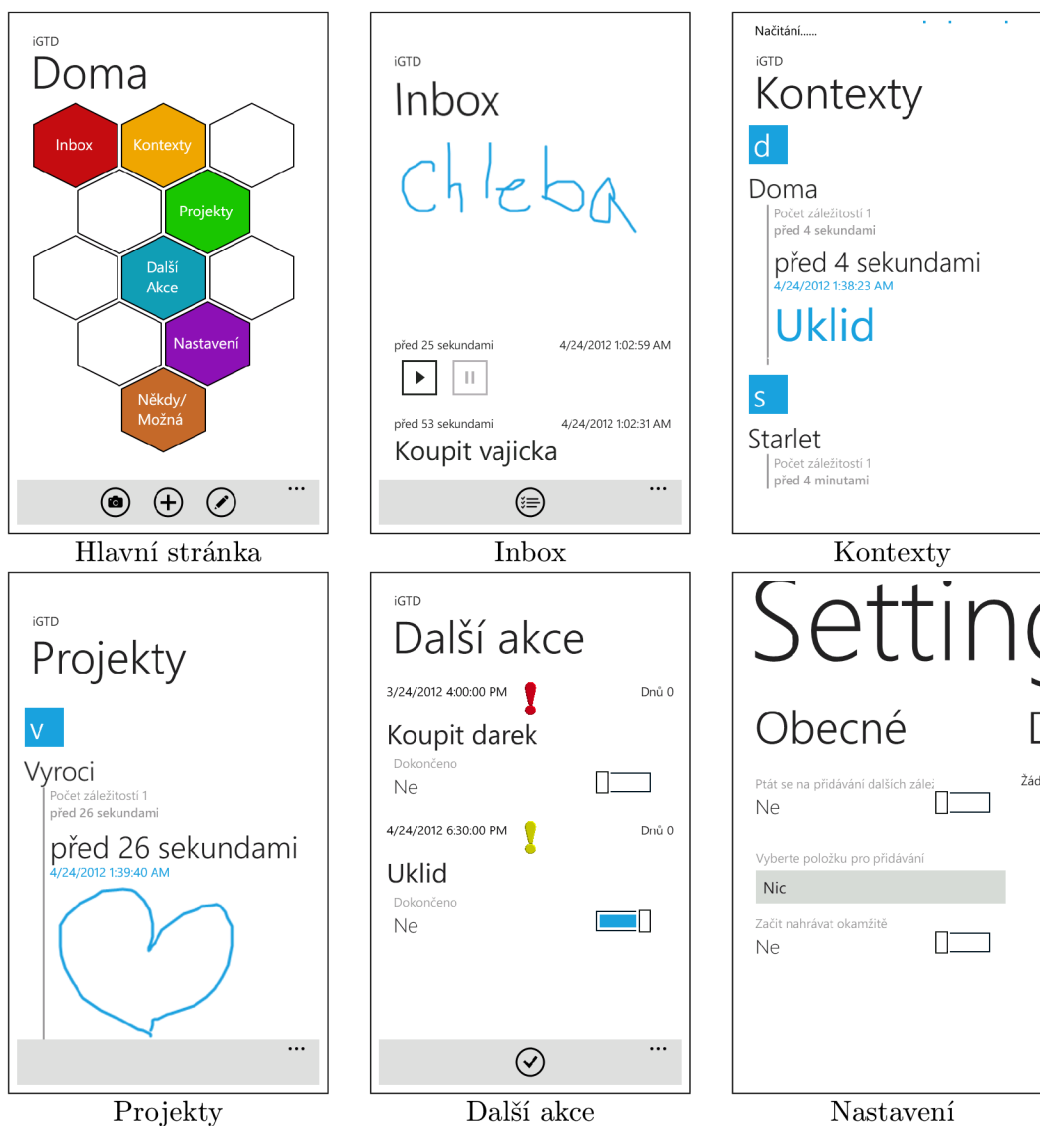 iGTD
Doma
Inbox
Kontexty
Projekty
Další
Akce
Nastavení
Někdy/
Možná
...
Hlavní stránka
iGTD
Inbox
Chleba
před 25 sekundami 4/24/2012 1:02:59 AM
před 53 sekundami 4/24/2012 1:02:31 AM
Koupit vajicka
...
Inbox
Načitání......
iGTD
Kontexty
d
Doma
Počet záležitostí 1
před 4 sekundami
před 4 sekundami
4/24/2012 1:38:23 AM
Uklid
s
Starlet
Počet záležitostí 1
před 4 minutami
Kontexty
iGTD
Projekty
v
Vyroci
Počet záležitostí 1
před 26 sekundami
před 26 sekundami
4/24/2012 1:39:40 AM
...
Projekty
iGTD
Další akce
3/24/2012 4:00:00 PM Dnů 0
Koupit darek
Dokončeno
Ne
4/24/2012 6:30:00 PM Dnů 0
Uklid
Dokončeno
Ne
...
Další akce
Setting
Obecné
Ptát se na přidávání dalších zálež
Ne
Žád
Vyberte položku pro přidávání
Nic
Začít nahrávat okamžitě
Ne
Nastavení